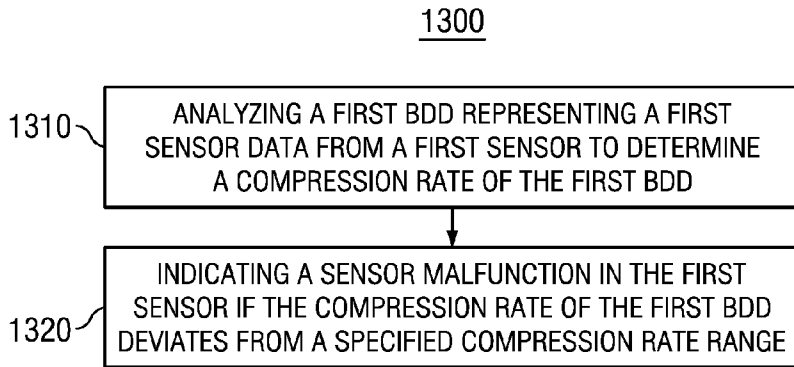 1300
1310
ANALYZING A FIRST BDD REPRESENTING A FIRST
SENSOR DATA FROM A FIRST SENSOR TO DETERMINE
A COMPRESSION RATE OF THE FIRST BDD
1320
INDICATING A SENSOR MALFUNCTION IN THE FIRST
SENSOR IF THE COMPRESSION RATE OF THE FIRST BDD
DEVIATES FROM A SPECIFIED COMPRESSION RATE RANGE